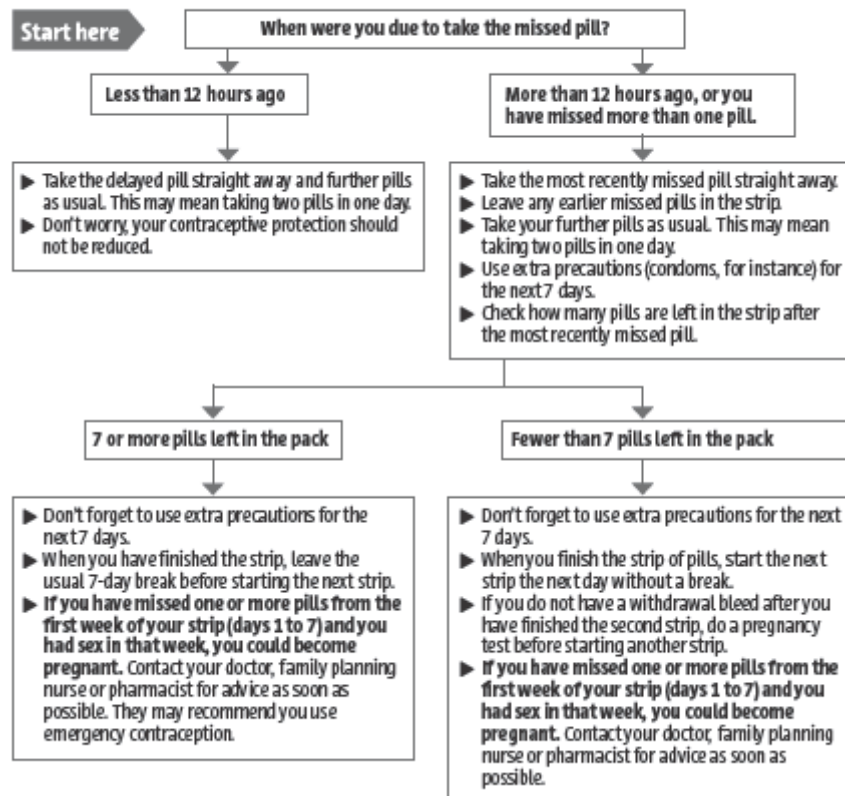 Start here
When were you due to take the missed pill?
Less than 12 hours ago
More than 12 hours ago, or you
have missed more than one pill.
▶ Take the delayed pill straight away and further pills
as usual. This may mean taking two pills in one day.
▶ Don't worry, your contraceptive protection should
not be reduced.
▶ Take the most recently missed pill straight away.
▶ Leave any earlier missed pills in the strip.
▶ Take your further pills as usual. This may mean
taking two pills in one day.
▶ Use extra precautions (condoms, for instance) for
the next 7 days.
▶ Check how many pills are left in the strip after
the most recently missed pill.
7 or more pills left in the pack
Fewer than 7 pills left in the pack
▶ Don't forget to use extra precautions for the
next 7 days.
▶ When you have finished the strip, leave the
usual 7-day break before starting the next strip.
▶ If you have missed one or more pills from the
first week of your strip (days 1 to 7) and you
had sex in that week, you could become
pregnant. Contact your doctor, family planning
nurse or pharmacist for advice as soon as
possible. They may recommend you use
emergency contraception.
▶ Don't forget to use extra precautions for the next
7 days.
▶ When you finish the strip of pills, start the next
strip the next day without a break.
▶ If you do not have a withdrawal bleed after you
have finished the second strip, do a pregnancy
test before starting another strip.
▶ If you have missed one or more pills from the
first week of your strip (days 1 to 7) and you
had sex in that week, you could become
pregnant. Contact your doctor, family planning
nurse or pharmacist for advice as soon as
possible.